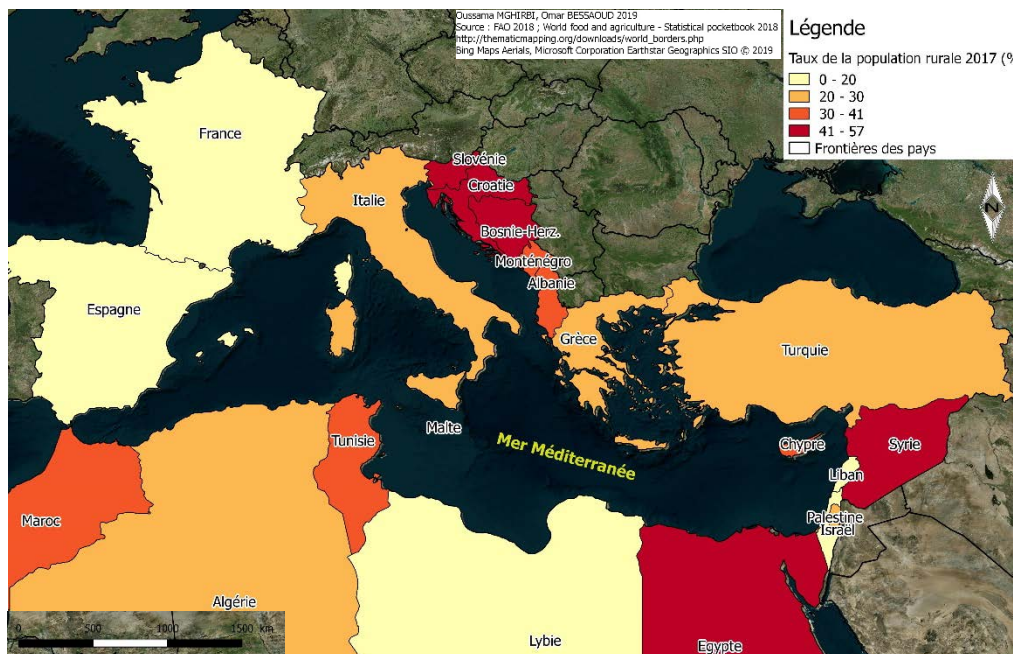 Oussama MGHIRBI, Omar BESSAOUD 2019
Source : FAO 2018 ; World food and agriculture - Statistical pocketbook 2018
http://thematicmapping.org/downloads/world_borders.php
Bing Maps Aerials, Microsoft Corporation Earthstar Geographics SIO © 2019
Légende
Taux de la population rurale 2017 (%
0 - 20
20 - 30
30 - 41
41 - 57
Frontières des pays
N
France
Slovénie
Croatie
Italie
Bosnie-Herz.
Monténégro
Albanie
Espagne
Grèce
Turquie
Malte
Tunisie
Mer Méditerranée
Chypre
Syrie
Liban
Maroc
Palestine
Israël
Algérie
0 500 1000 1500 km
Lybie
Egypte